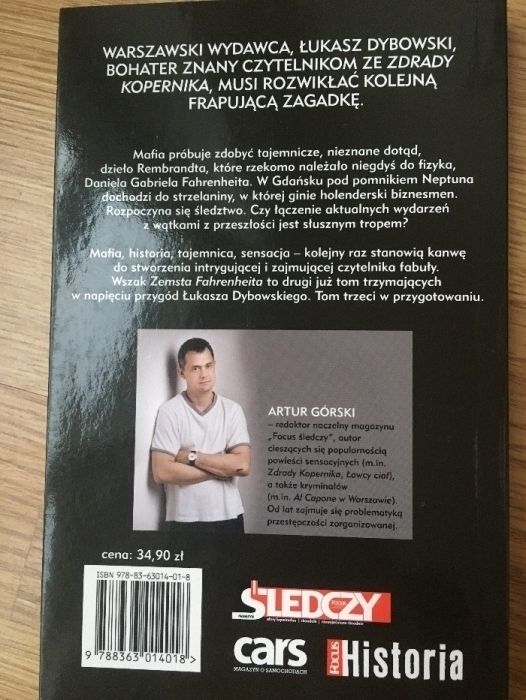 WARSZAWSKI WYDAWCA, ŁUKASZ DYBOWSKI,
BOHATER ZNANY CZYTELNIKOM ZE ZDRADY
KOPERNIKA, MUSI ROZWIKŁAĆ KOLEJNĄ
FRAPUJĄCĄ ZAGADKĘ.
Mafia próbuje zdobyć tajemnicze, nieznane dotąd,
dzieło Rembrandta, które rzekomo należało niegdyś do fizyka,
Daniela Gabriela Fahrenheita. W Gdańsku pod pomnikiem Neptuna
dochodzi do strzelaniny, w której ginie holenderski biznesmen.
Rozpoczyna się śledztwo. Czy łączenie aktualnych wydarzeń
z wątkami z przeszłości jest słusznym tropem?
Mafia, historia, tajemnica, sensacja – kolejny raz stanowią kanwę
do stworzenia intrygującej i zajmującej czytelnika fabuły.
Wszak Zemsta Fahrenheita to drugi już tom trzymających
w napięciu przygód Łukasza Dybowskiego. Tom trzeci w przygotowaniu.
ARTUR GÓRSKI
– redaktor naczelny magazynu
„Focus śledczy", autor
cieszących się popularnością
powieści sensacyjnych (m.in.
Zdrady Kopernika, Łowcy ciał),
a także kryminałów
(m.in. Al Capone w Warszawie).
Od lat zajmuje się problematyką
przestępczości zorganizowanej.
cena: 34,90 zł
ISBN 978-83-63014-01-8
9 788363 014018 >
FOCUS ŚLEDCZY
cars
MAGAZYN O SAMOCHODACH
FOCUS Historia